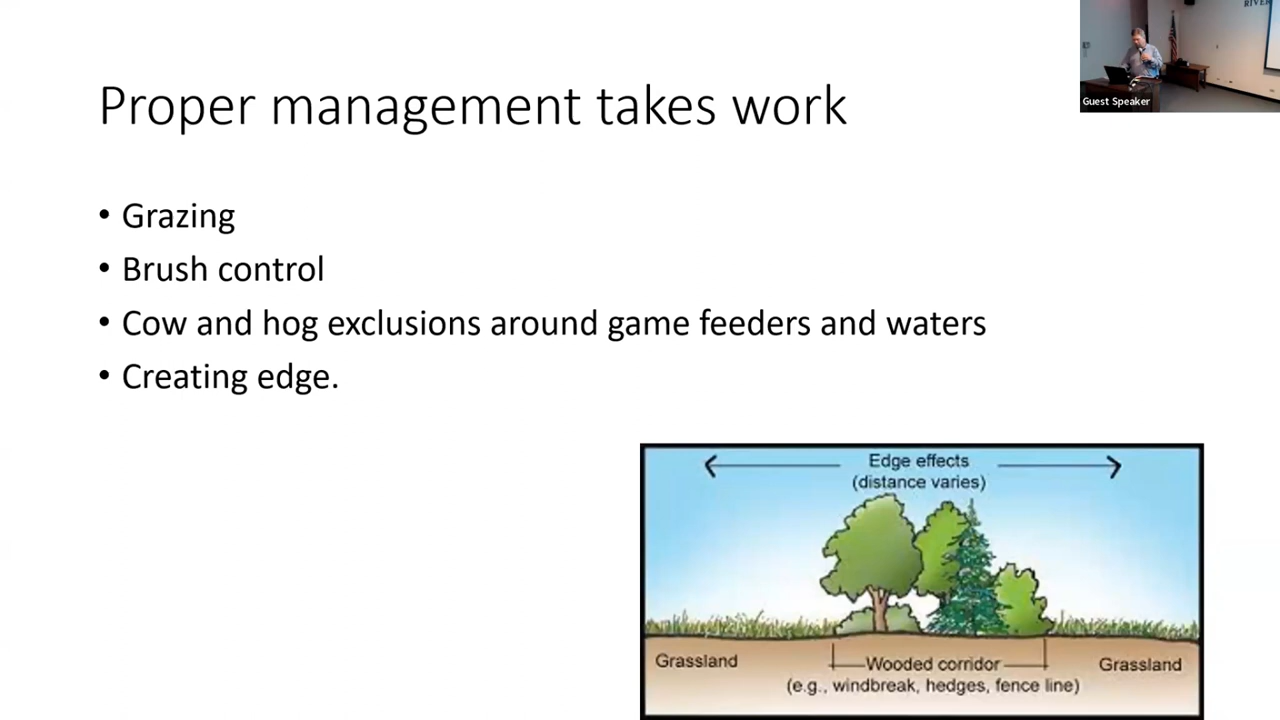 RIVER
Guest Speaker
Proper management takes work
• Grazing
• Brush control
• Cow and hog exclusions around game feeders and waters
• Creating edge.
Edge effects
(distance varies)
Grassland
Wooded corridor
Grassland
(e.g., windbreak, hedges, fence line)